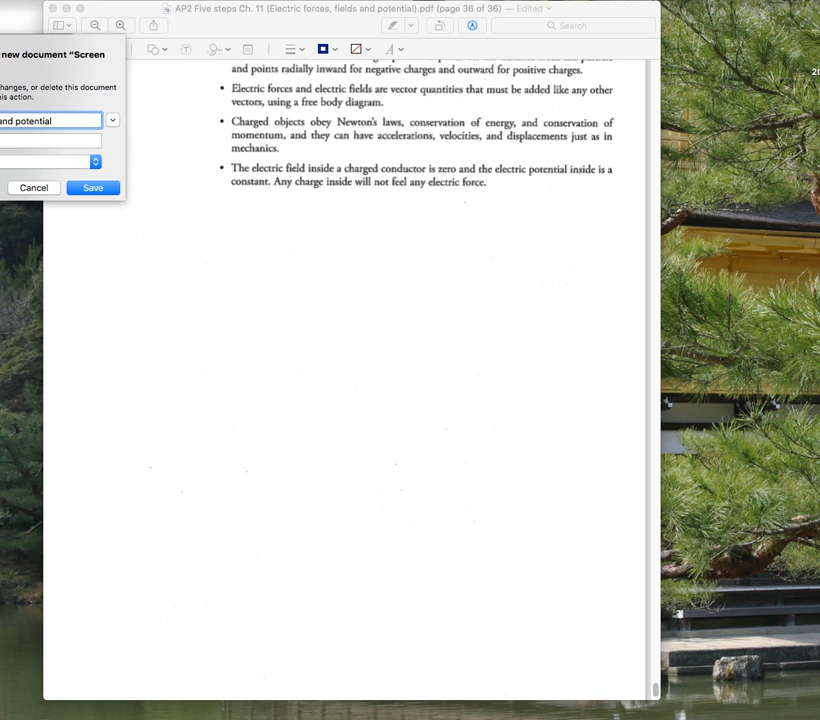 AP2 Five steps Ch. 11 (Electric forces, fields and potential).pdf (page 36 of 36) — Edited
Search
new document “Screen
hanges, or delete this document
his action.
and potential
Cancel
Save
and points radially inward for negative charges and outward for positive charges.
• Electric forces and electric fields are vector quantities that must be added like any other
vectors, using a free body diagram.
• Charged objects obey Newton's laws, conservation of energy, and conservation of
momentum, and they can have accelerations, velocities, and displacements just as in
mechanics.
• The electric field inside a charged conductor is zero and the electric potential inside is a
constant. Any charge inside will not feel any electric force.
20